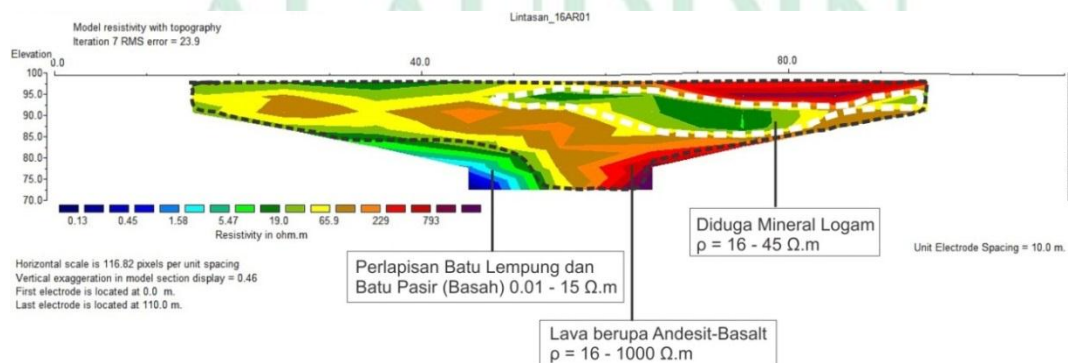 Lintasan_16AR01
Model resistivity with topography
Iteration 7 RMS error = 23.9
Elevation
0.0 40.0 80.0
100
95.0
90.0
85.0
80.0
75.0
70.0
0.13 0.45 1.58 5.47 19.0 65.9 229 793
Resistivity in ohm.m
Horizontal scale is 116.82 pixels per unit spacing
Vertical exaggeration in model section display = 0.46
First electrode is located at 0.0 m.
Last electrode is located at 110.0 m.
Perlapisan Batu Lempung dan
Batu Pasir (Basah) 0.01 - 15 Ω.m
Lava berupa Andesit-Basalt
ρ = 16 - 1000 Ω.m
Diduga Mineral Logam
ρ = 16 - 45 Ω.m
Unit Electrode Spacing = 10.0 m.